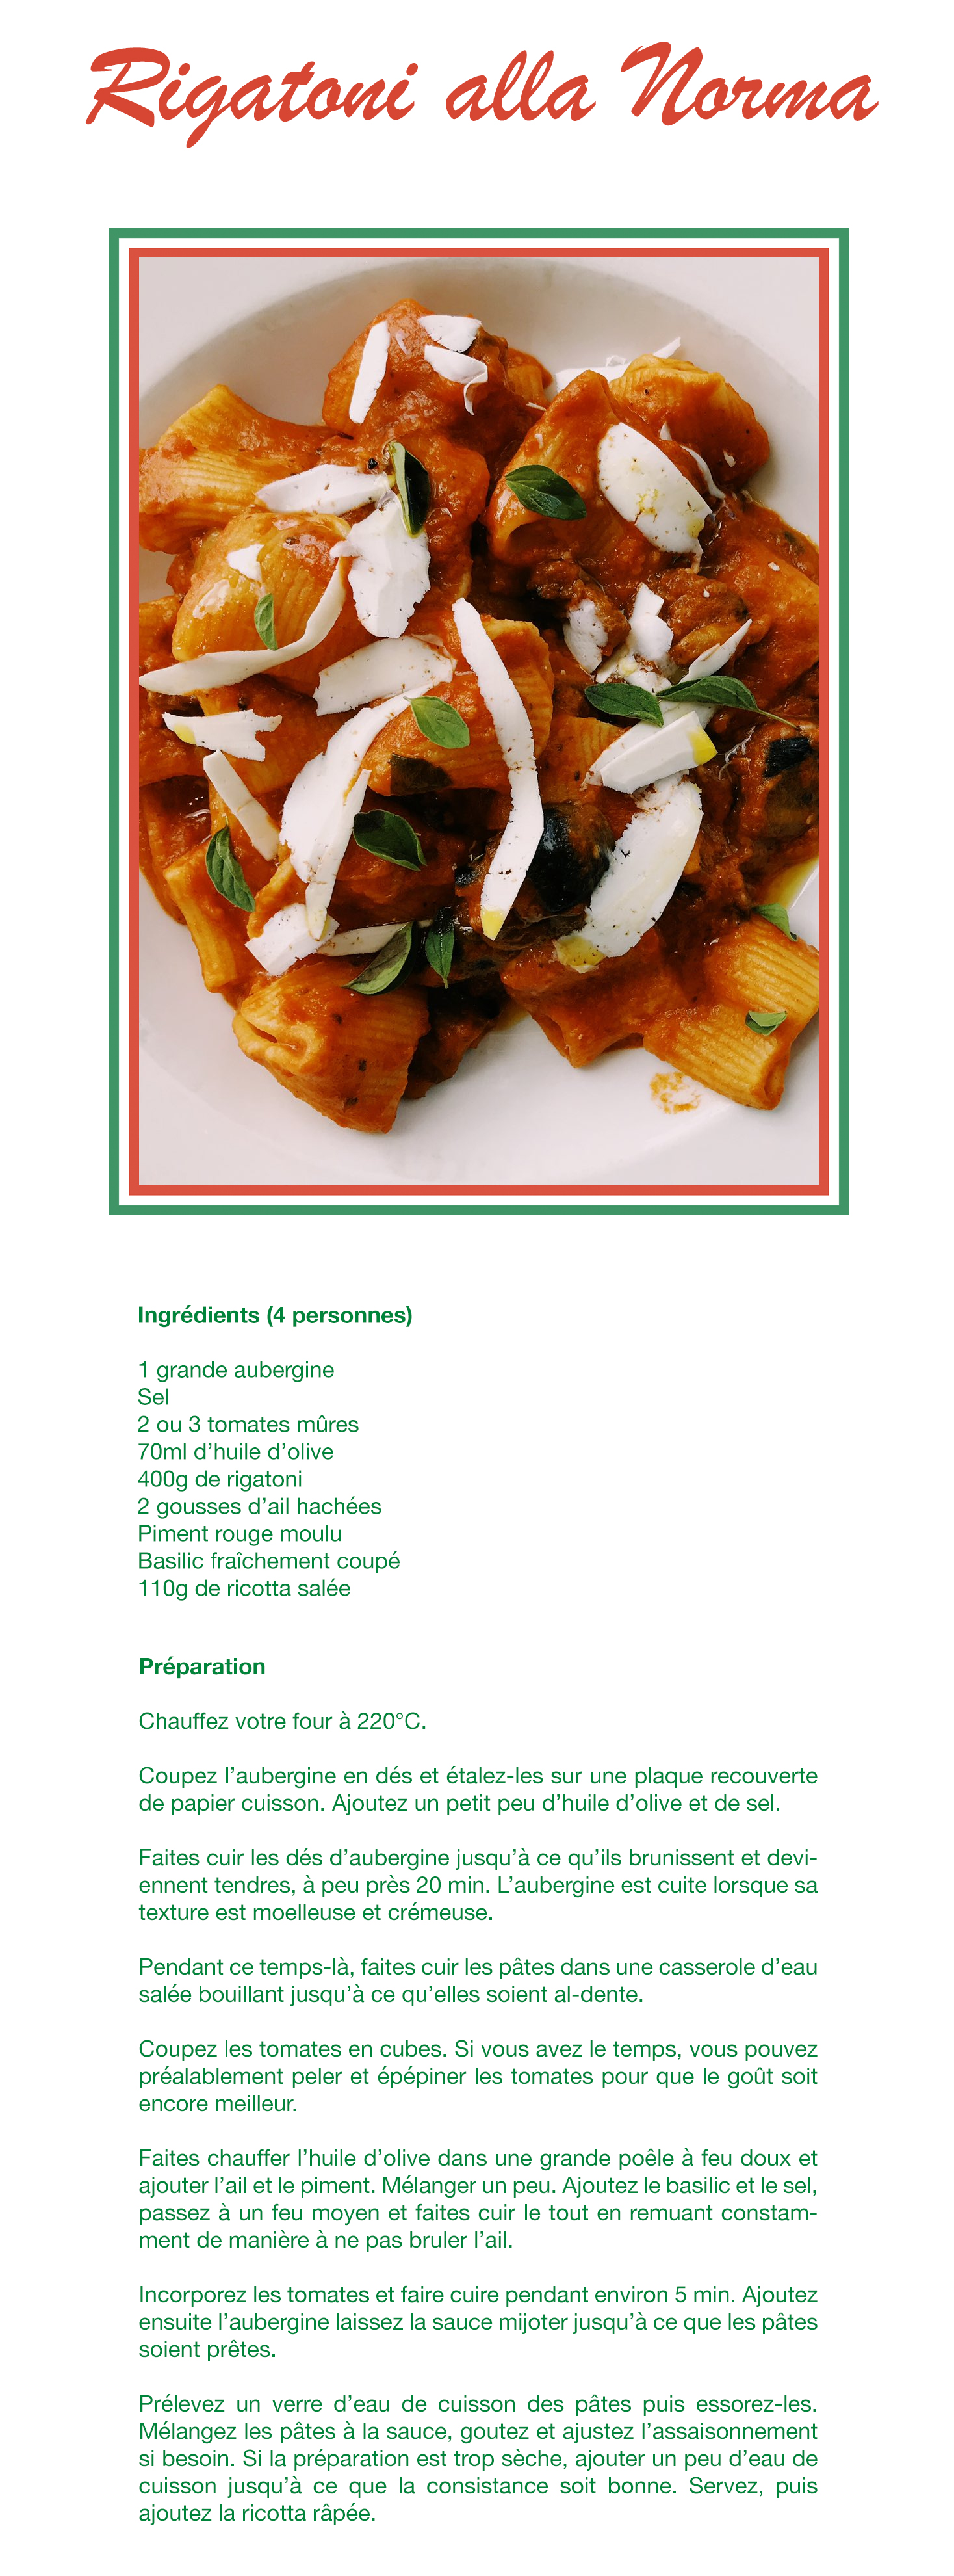 Rigatoni alla Norma
Ingrédients (4 personnes)
1 grande aubergine
Sel
2 ou 3 tomates mûres
70ml d’huile d’olive
400g de rigatoni
2 gousses d’ail hachées
Piment rouge moulu
Basilic fraîchement coupé
110g de ricotta salée
Préparation
Chauffez votre four à 220°C.
Coupez l’aubergine en dés et étalez-les sur une plaque recouverte
de papier cuisson. Ajoutez un petit peu d’huile d’olive et de sel.
Faites cuir les dés d’aubergine jusqu’à ce qu’ils brunissent et devi-
ennent tendres, à peu près 20 min. L’aubergine est cuite lorsque sa
texture est moelleuse et crémeuse.
Pendant ce temps-là, faites cuir les pâtes dans une casserole d’eau
salée bouillant jusqu’à ce qu’elles soient al-dente.
Coupez les tomates en cubes. Si vous avez le temps, vous pouvez
préalablement peler et épépiner les tomates pour que le goût soit
encore meilleur.
Faites chauffer l’huile d’olive dans une grande poêle à feu doux et
ajouter l’ail et le piment. Mélanger un peu. Ajoutez le basilic et le sel,
passez à un feu moyen et faites cuir le tout en remuant constam-
ment de manière à ne pas bruler l’ail.
Incorporez les tomates et faire cuire pendant environ 5 min. Ajoutez
ensuite l’aubergine laissez la sauce mijoter jusqu’à ce que les pâtes
soient prêtes.
Prélevez un verre d’eau de cuisson des pâtes puis essorez-les.
Mélangez les pâtes à la sauce, goutez et ajustez l’assaisonnement
si besoin. Si la préparation est trop sèche, ajouter un peu d’eau de
cuisson jusqu’à ce que la consistance soit bonne. Servez, puis
ajoutez la ricotta râpée.